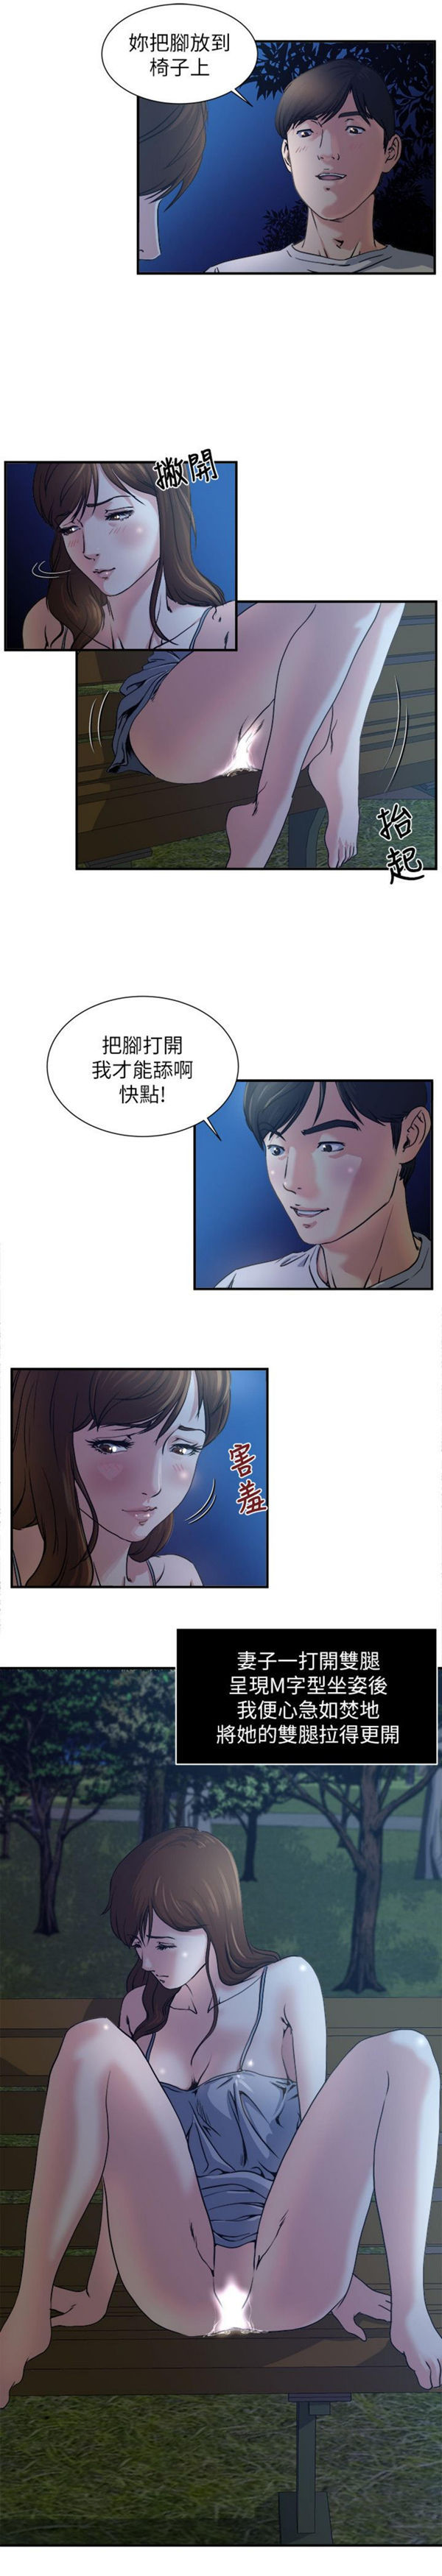 妳把腳放到
椅子上
撇開
抬起
把腳打開
我才能舔啊
快點!
害羞
妻子一打開雙腿
呈現M字型坐姿後
我便心急如焚地
將她的雙腿拉得更開